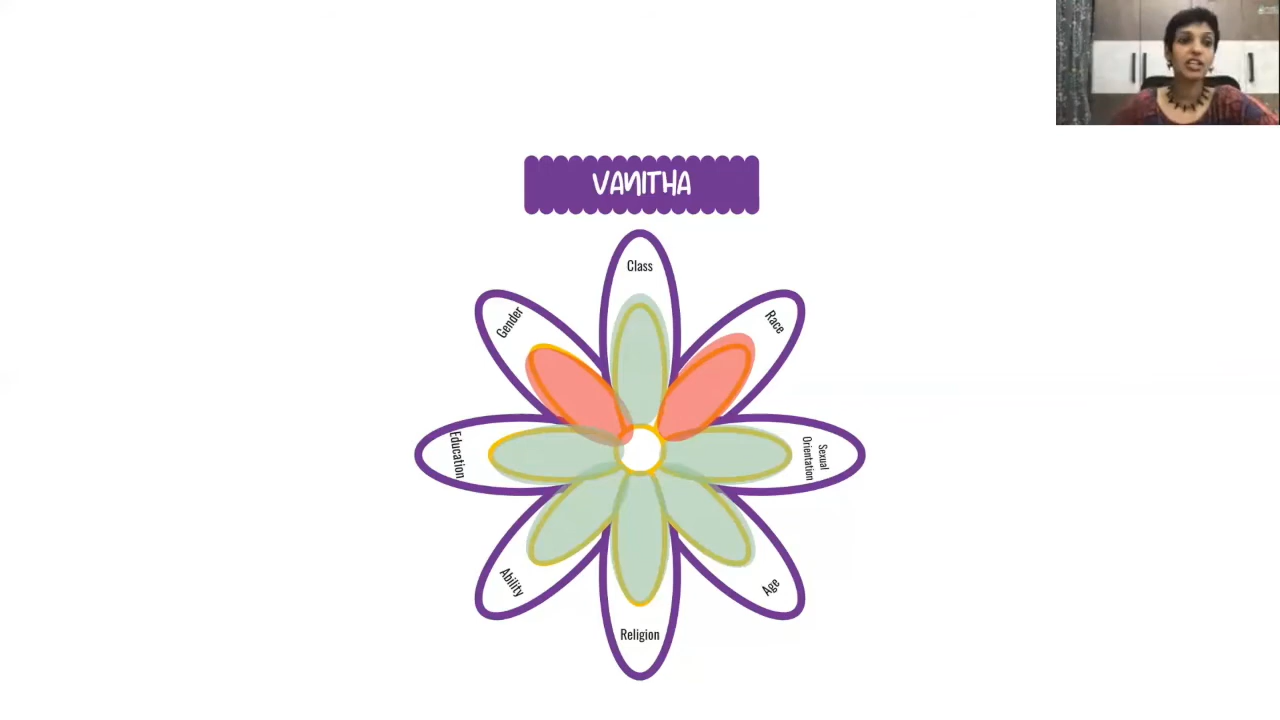 VANITHA
Class
Gender
Race
Education
Sexual
Orientation
Ability
Age
Religion